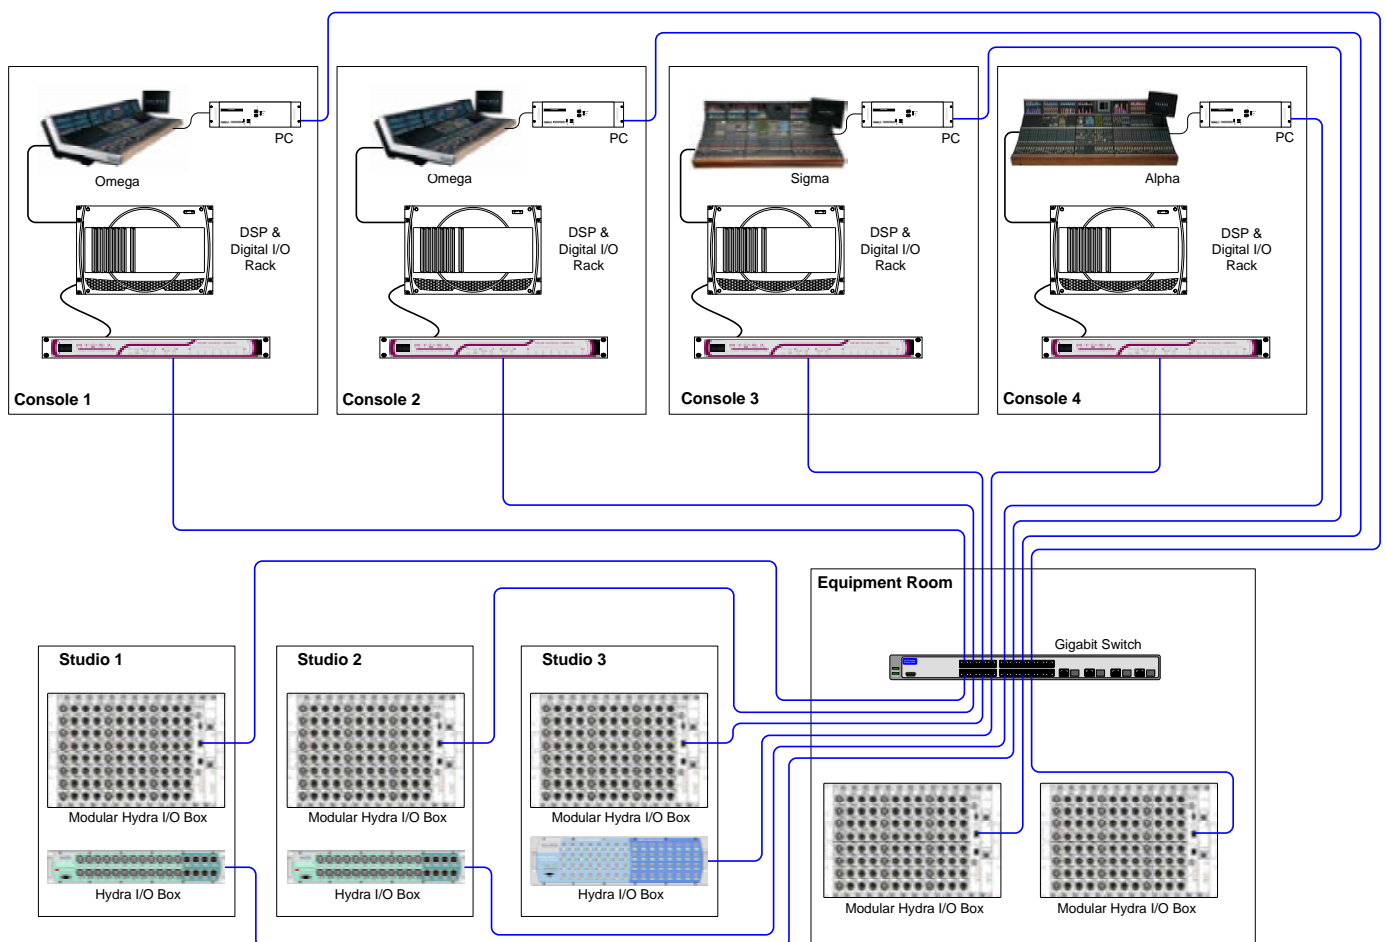 PC
Omega
DSP &
Digital I/O
Rack
Console 1
PC
Omega
DSP &
Digital I/O
Rack
Console 2
PC
Sigma
DSP &
Digital I/O
Rack
Console 3
PC
Alpha
DSP &
Digital I/O
Rack
Console 4
Equipment Room
Gigabit Switch
Studio 1
Modular Hydra I/O Box
Hydra I/O Box
Studio 2
Modular Hydra I/O Box
Hydra I/O Box
Studio 3
Modular Hydra I/O Box
Hydra I/O Box
Modular Hydra I/O Box
Modular Hydra I/O Box